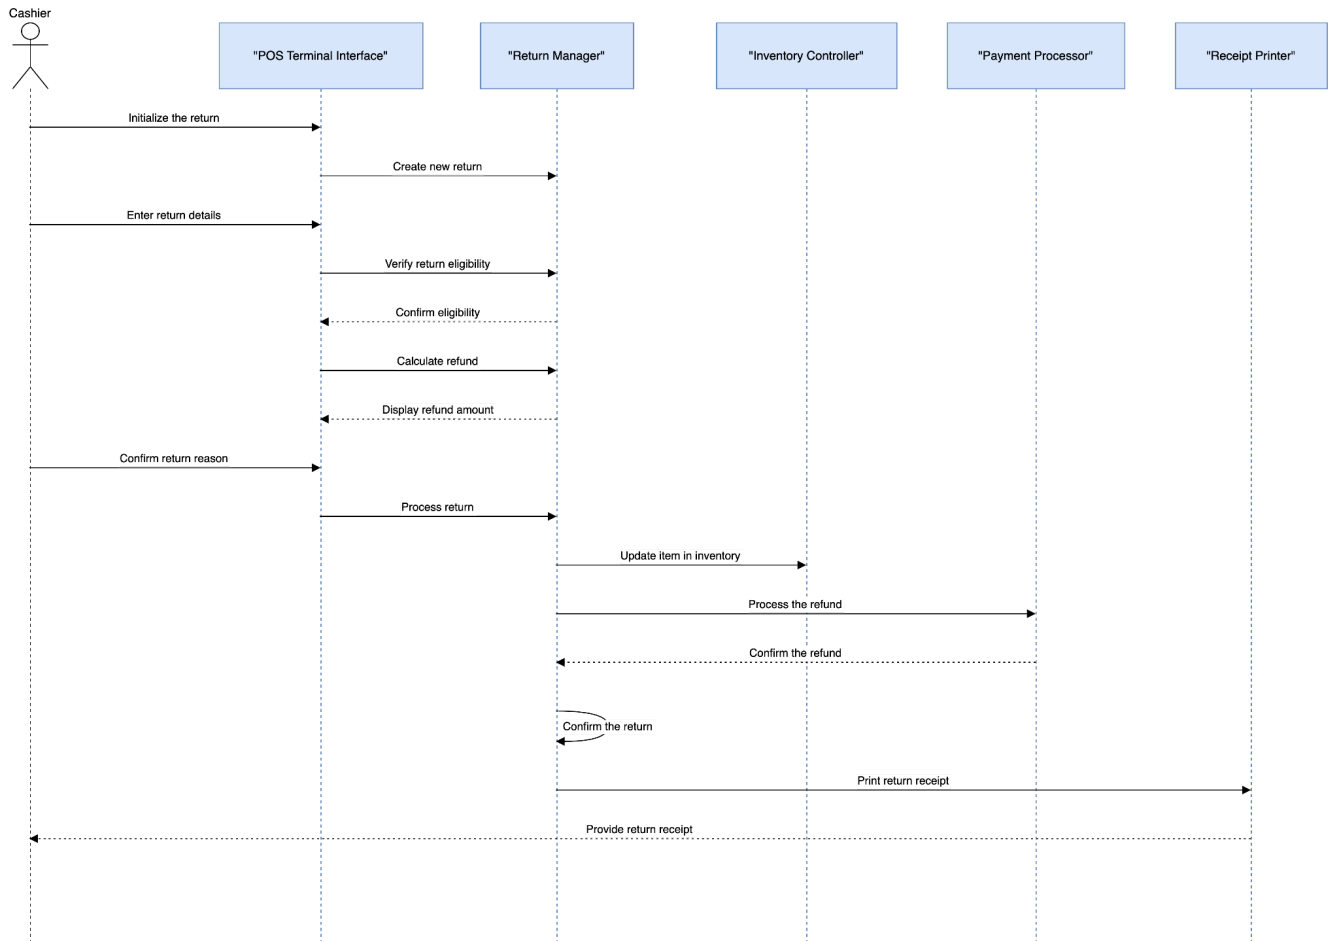 Cashier
"POS Terminal Interface"
"Return Manager"
"Inventory Controller"
"Payment Processor"
"Receipt Printer"
Initialize the return
Create new return
Enter return details
Verify return eligibility
Confirm eligibility
Calculate refund
Display refund amount
Confirm return reason
Process return
Update item in inventory
Process the refund
Confirm the refund
Confirm the return
Print return receipt
Provide return receipt